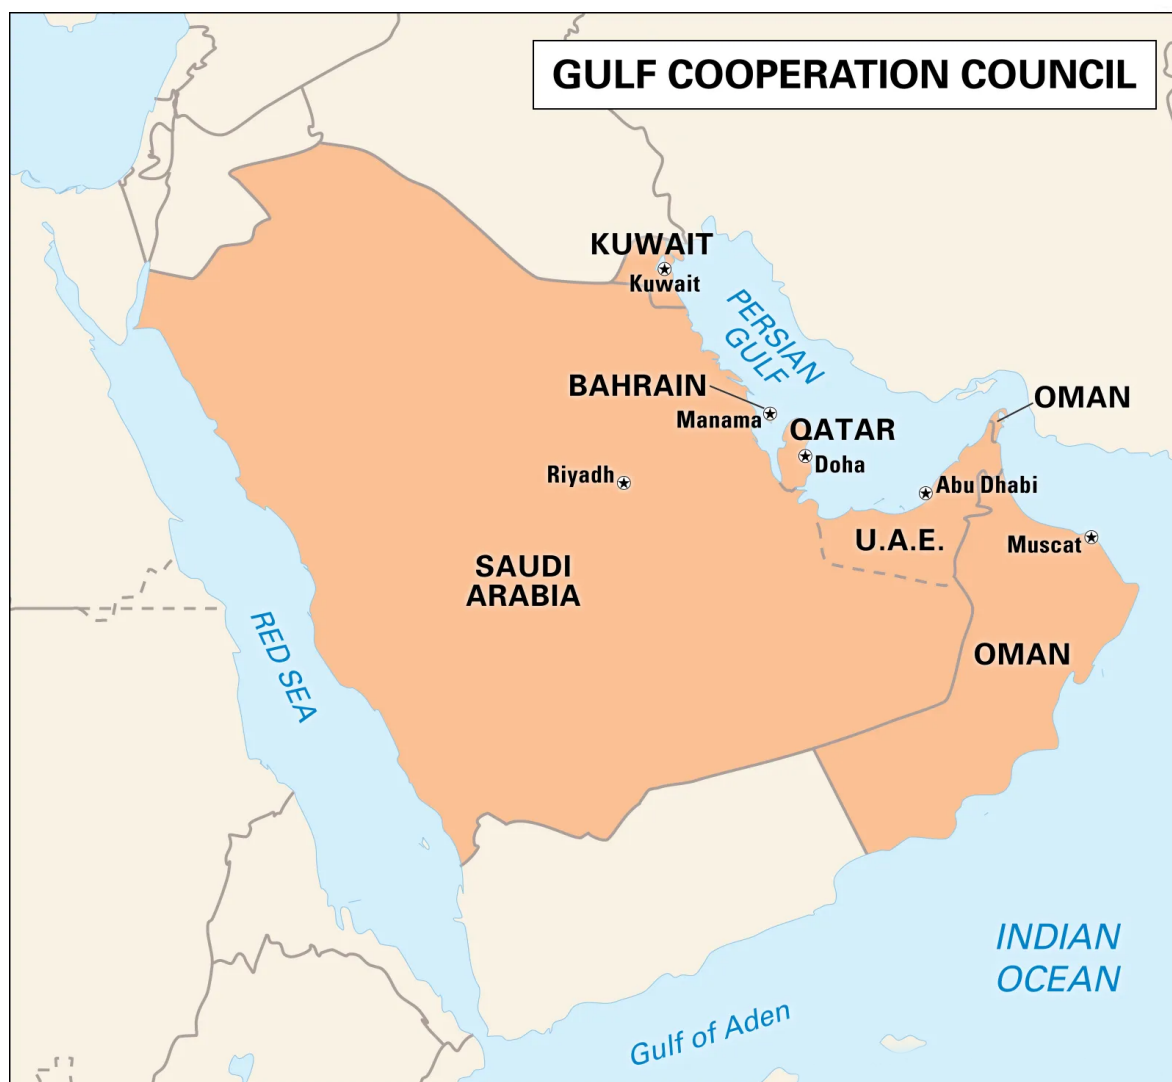 GULF COOPERATION COUNCIL
KUWAIT
Kuwait
PERSIAN
GULF
BAHRAIN
Manama
QATAR
Doha
OMAN
Riyadh
Abu Dhabi
U.A.E.
Muscat
SAUDI
ARABIA
OMAN
RED SEA
INDIAN
OCEAN
Gulf of Aden